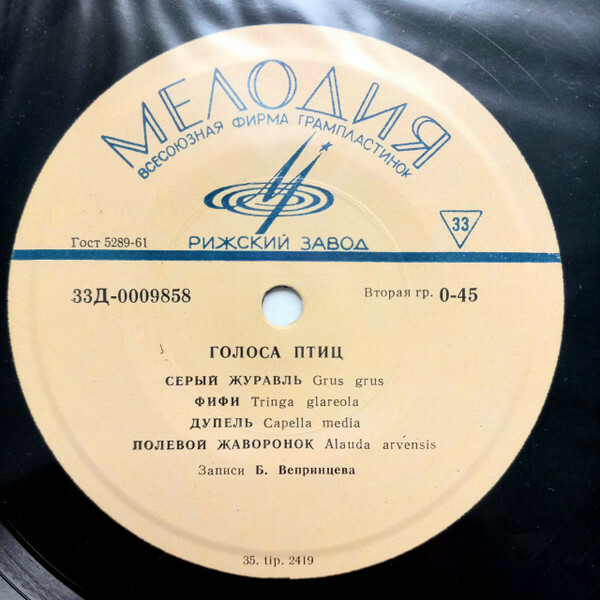 МЕЛОДИЯ
ВСЕСОЮЗНАЯ ФИРМА ГРАМПЛАСТИНОК
Гост 5289-61
РИЖСКИЙ ЗАВОД
33
33Д-0009858
Вторая гр. 0-45
ГОЛОСА ПТИЦ
СЕРЫЙ ЖУРАВЛЬ Grus grus
ФИФИ Tringa glareola
ДУПЕЛЬ Capella media
ПОЛЕВОЙ ЖАВОРОНОК Alauda arvensis
Записи Б. Вепринцева
35. tip. 2419